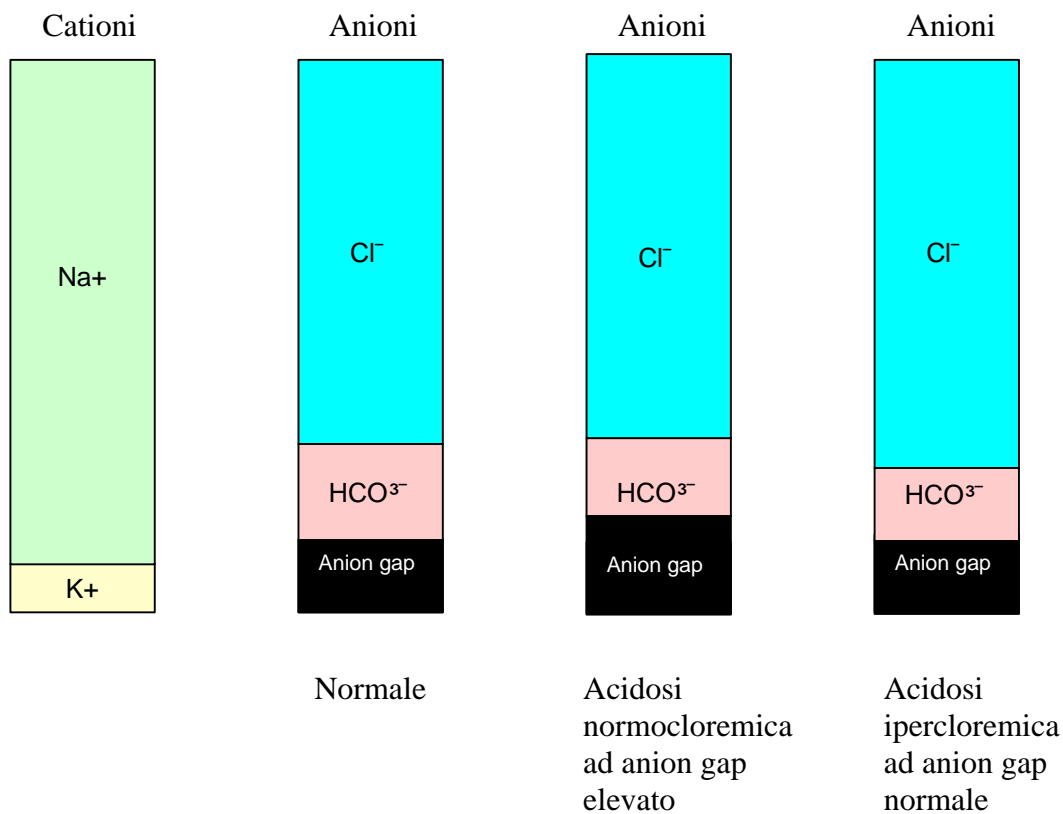 Cationi
Anioni
Anioni
Anioni
Na+
Cl⁻
Cl⁻
Cl⁻
HCO³⁻
HCO³⁻
HCO³⁻
Anion gap
Anion gap
Anion gap
K+
Normale
Acidosi
normocloremica
ad anion gap
elevato
Acidosi
ipercloremica
ad anion gap
normale